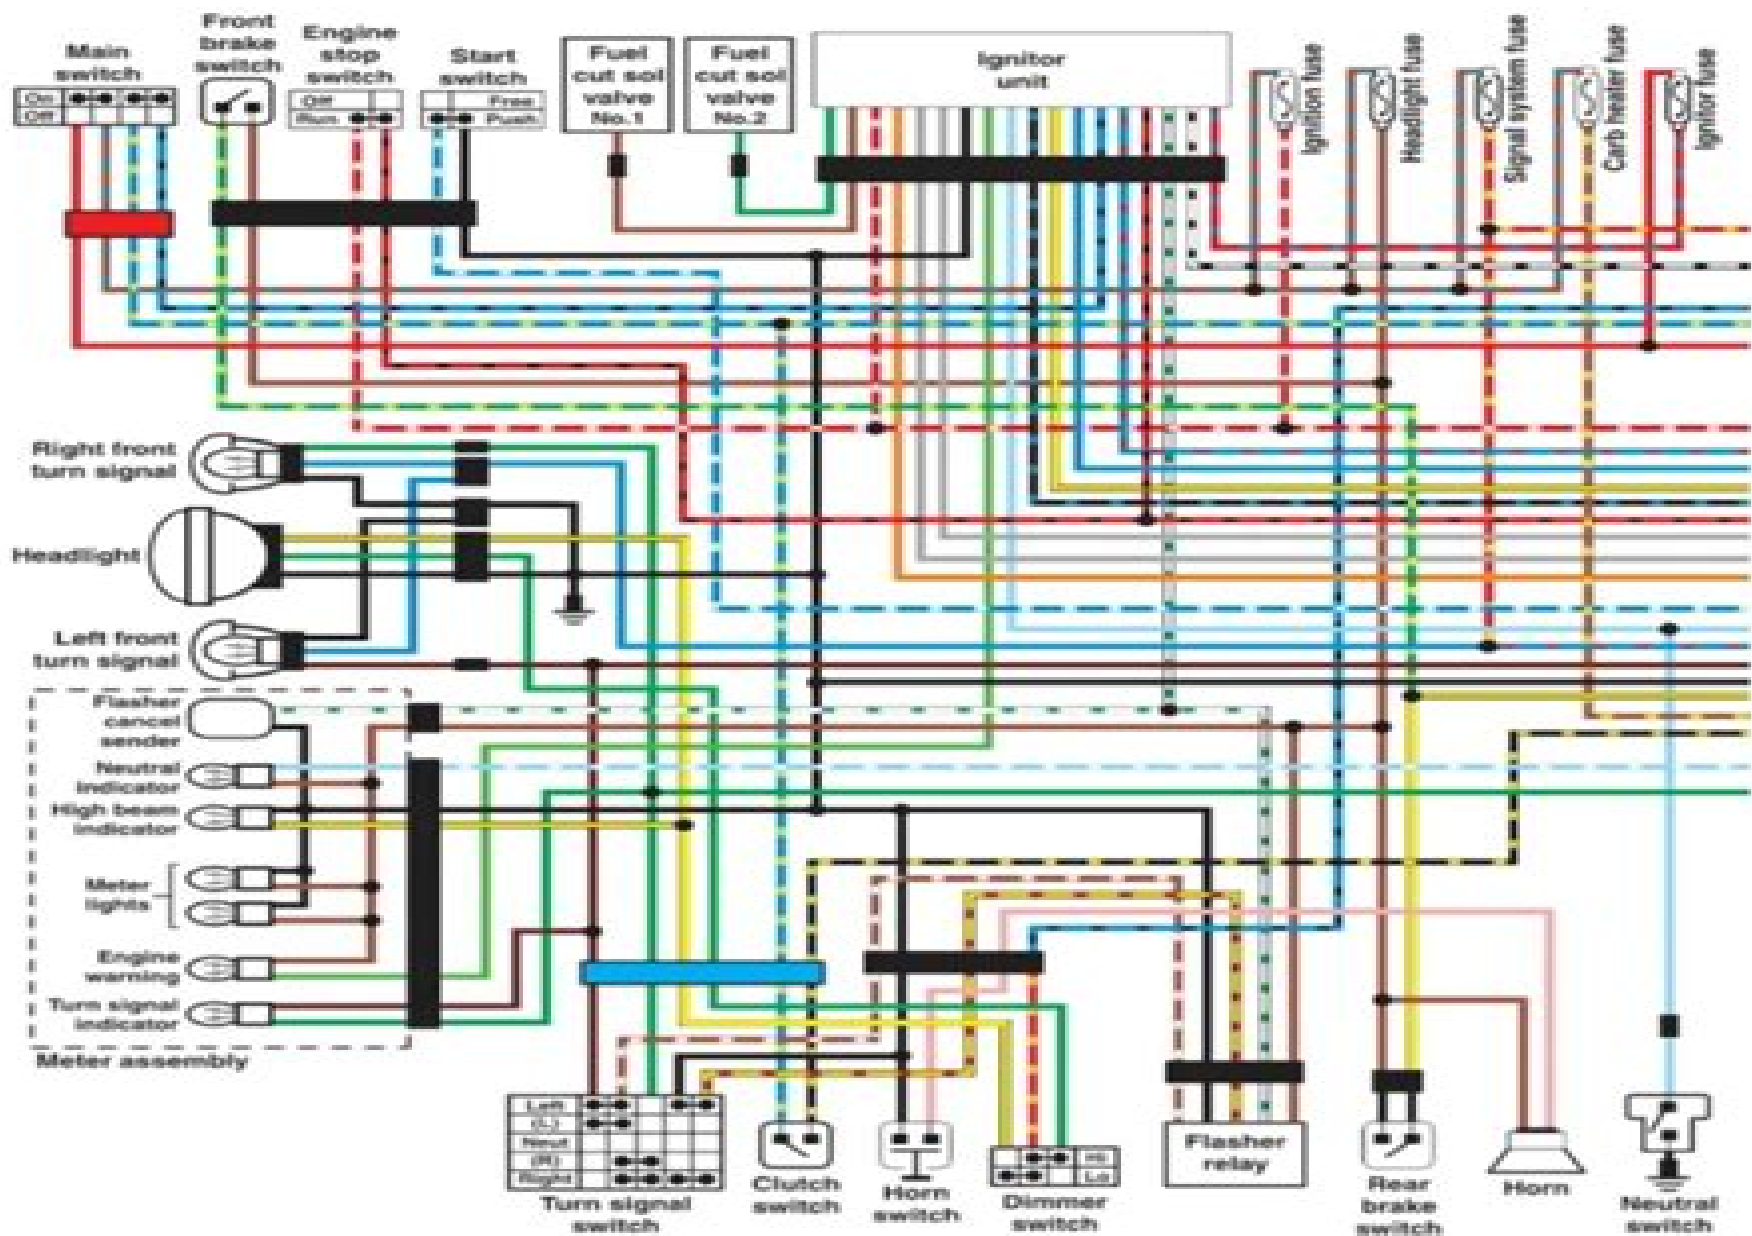 Main
switch
On
Off
Front
brake
switch
Engine
stop
switch
Off
Run
Start
switch
Free
Push
Fuel
cut sol
valve
No.1
Fuel
cut sol
valve
No.2
Ignitor
unit
Ignition fuse
Headlight fuse
Signal system fuse
Carb heater fuse
Ignitor fuse
Right front
turn signal
Headlight
Left front
turn signal
Flasher
cancel
sender
Neutral
indicator
High beam
indicator
Meter
lights
Engine
warning
Turn signal
indicator
Meter assembly
Left
(L)
Neut
(R)
Right
Turn signal
switch
Clutch
switch
Horn
switch
Hi
Lo
Dimmer
switch
Flasher
relay
Rear
brake
switch
Horn
Neutral
switch